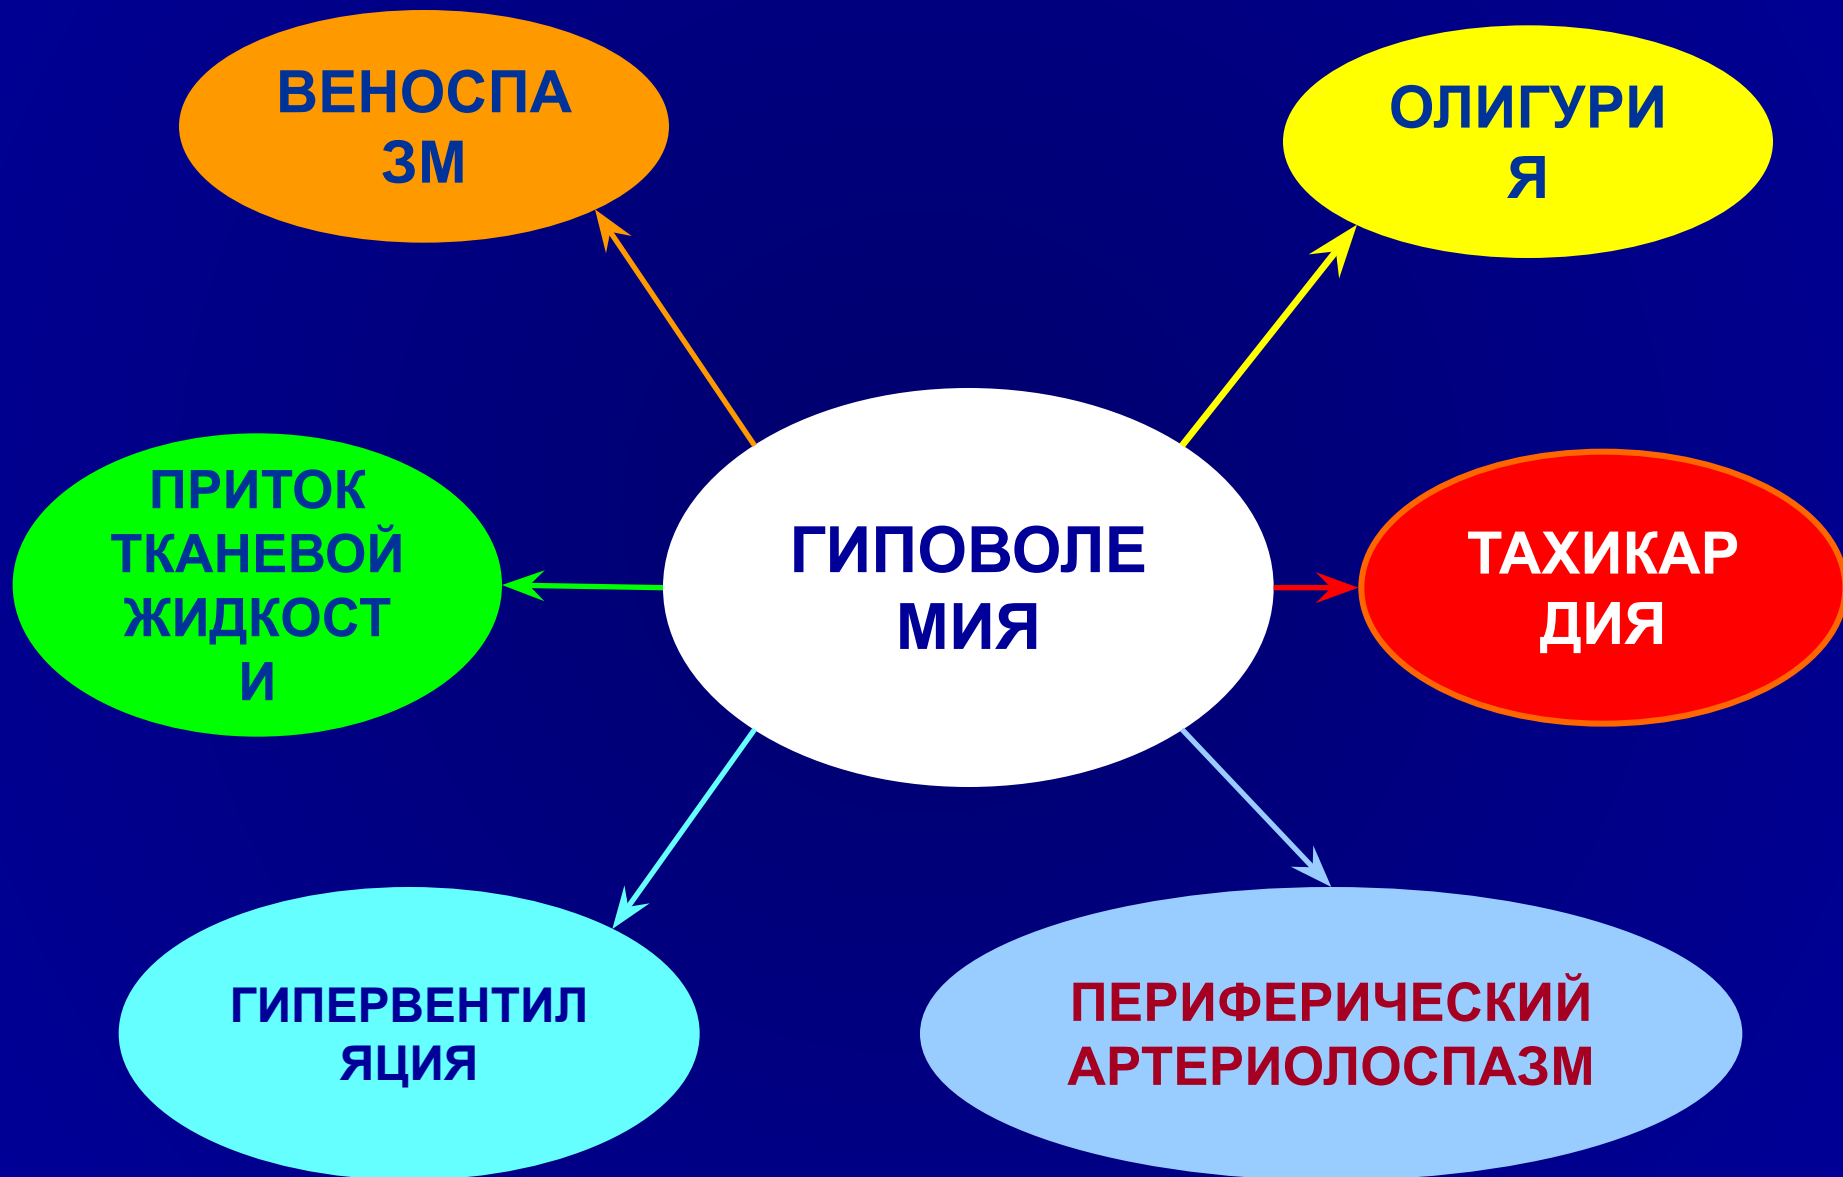 ВЕНОСПА
ЗМ
ОЛИГУРИ
Я
ПРИТОК
ТКАНЕВОЙ
ЖИДКОСТ
И
ГИПОВОЛЕ
МИЯ
ТАХИКАР
ДИЯ
ГИПЕРВЕНТИЛ
ЯЦИЯ
ПЕРИФЕРИЧЕСКИЙ
АРТЕРИОЛОСПАЗМ